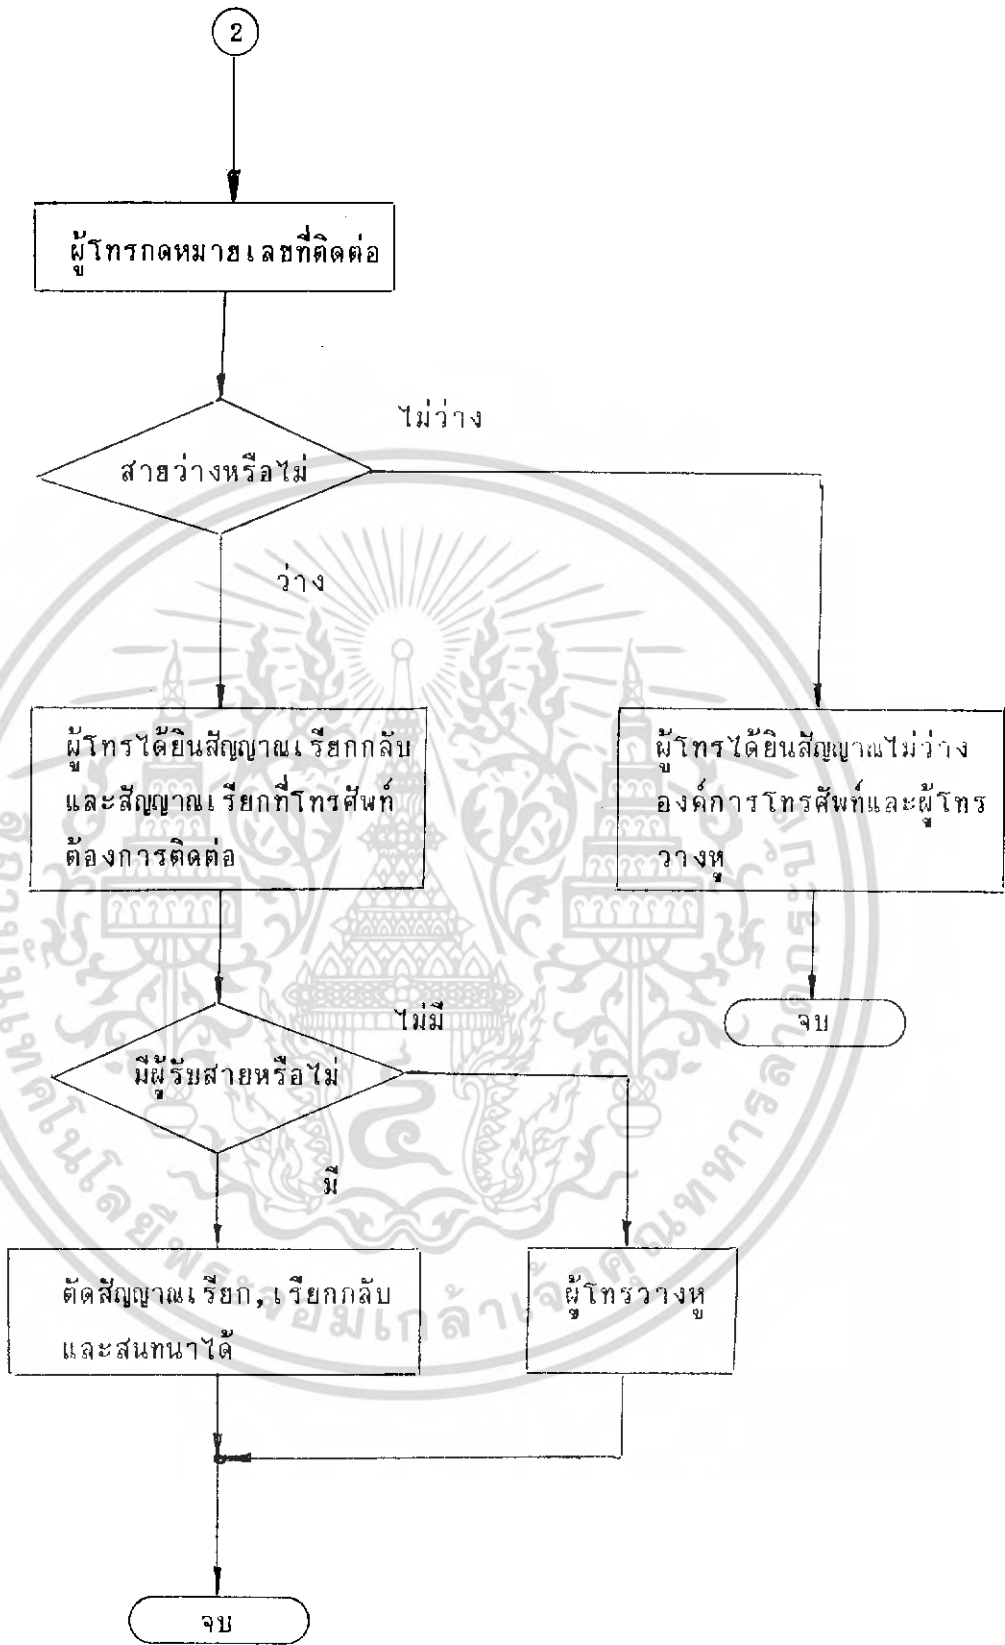 2
ผู้โทรกดหมายเลขที่ติดต่อ
ไม่ว่าง
สายว่างหรือไม่
ว่าง
ผู้โทรได้ยินสัญญาณเรียกกลับ
และสัญญาณเรียกที่โทรศัพท์
ต้องการติดต่อ
ผู้โทรได้ยินสัญญาณไม่ว่าง
องค์การโทรศัพท์และผู้โทร
วางหู
จบ
ไม่มี
มีผู้รับสายหรือไม่
มี
ตัดสัญญาณเรียก,เรียกกลับ
และสนทนาได้
ผู้โทรวางหู
จบ